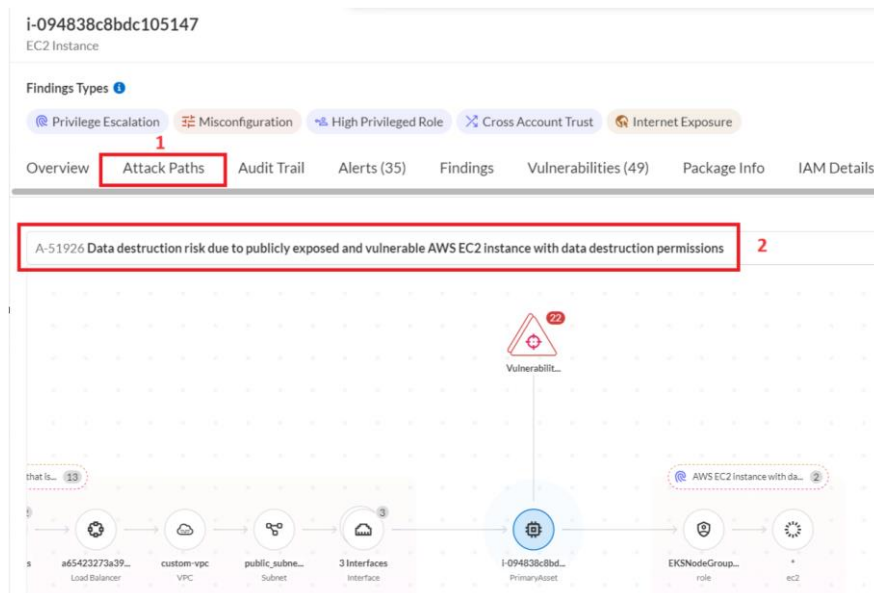 i-094838c8bdc105147
EC2 Instance
Findings Types
Privilege Escalation Misconfiguration High Privileged Role Cross Account Trust Internet Exposure
1
Overview Attack Paths Audit Trail Alerts (35) Findings Vulnerabilities (49) Package Info IAM Details
A-51926 Data destruction risk due to publicly exposed and vulnerable AWS EC2 instance with data destruction permissions 2
22
Vulnerabilit...
that is... 13 AWS EC2 instance with da... 2
3
s a65423273a39... custom-vpc public_subne... 3 Interfaces i-094838c8bd... EKSNodeGroup... *
Load Balancer VPC Subnet Interface PrimaryAsset role ec2